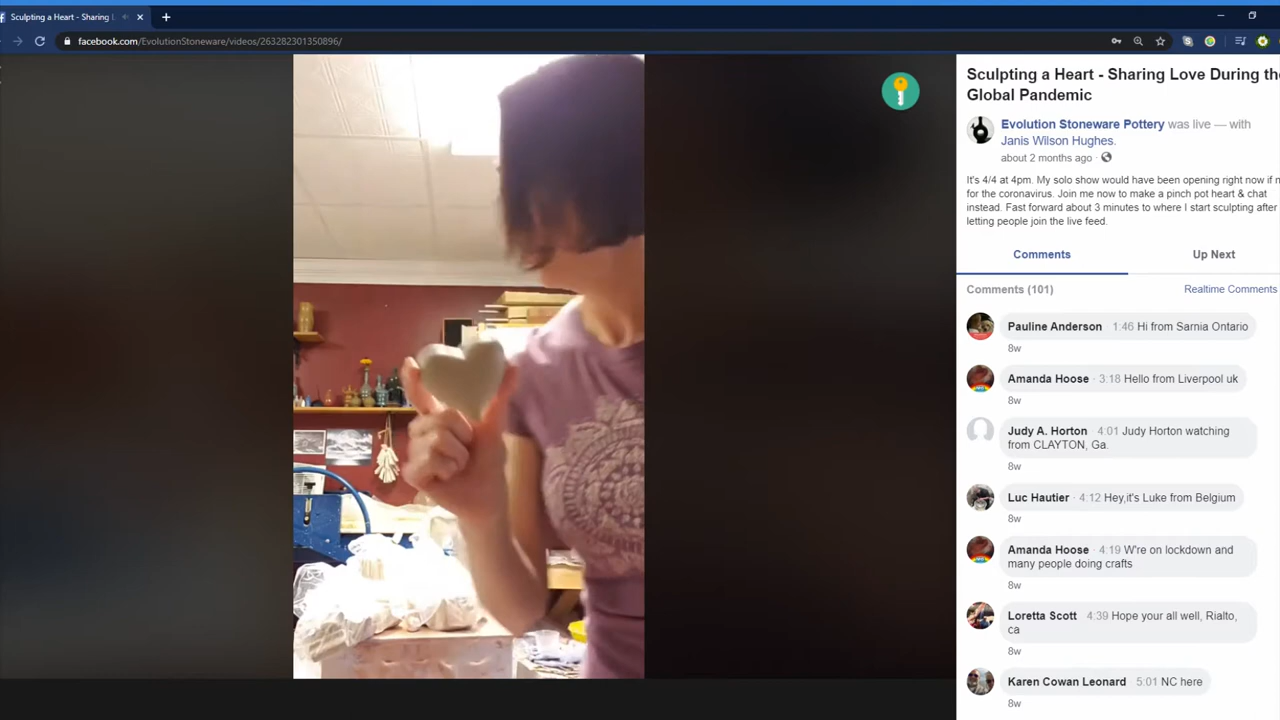 Sculpting a Heart - Sharing L
facebook.com/EvolutionStoneware/videos/263282301350896/
Sculpting a Heart - Sharing Love During th
Global Pandemic
Evolution Stoneware Pottery was live — with
Janis Wilson Hughes.
about 2 months ago ·
It's 4/4 at 4pm. My solo show would have been opening right now if n
for the coronavirus. Join me now to make a pinch pot heart & chat
instead. Fast forward about 3 minutes to where I start sculpting after
letting people join the live feed.
Comments Up Next
Comments (101) Realtime Comments
Pauline Anderson · 1:46 Hi from Sarnia Ontario
8w
Amanda Hoose · 3:18 Hello from Liverpool uk
8w
Judy A. Horton · 4:01 Judy Horton watching
from CLAYTON, Ga.
8w
Luc Hautier · 4:12 Hey,it's Luke from Belgium
8w
Amanda Hoose · 4:19 W're on lockdown and
many people doing crafts
8w
Loretta Scott · 4:39 Hope your all well, Rialto,
ca
8w
Karen Cowan Leonard · 5:01 NC here
8w